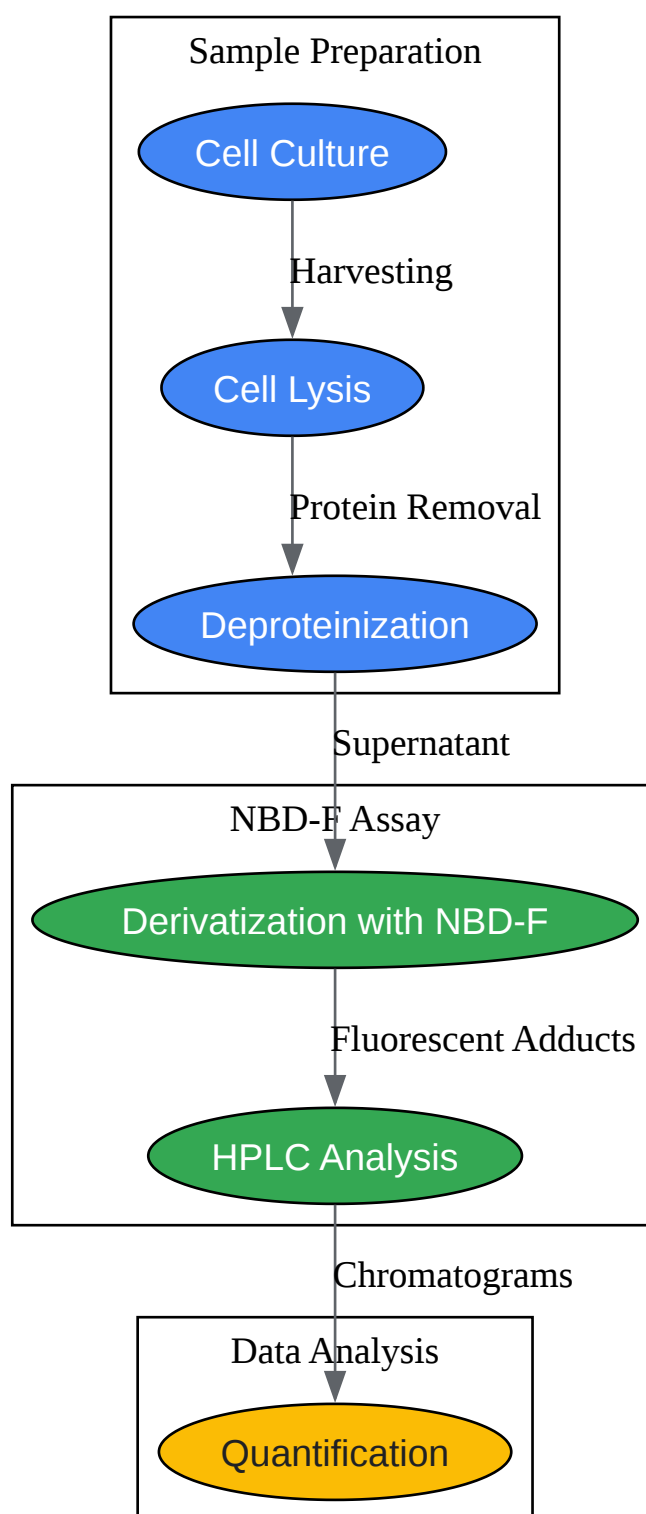 Sample Preparation
Cell Culture
Harvesting
Cell Lysis
Protein Removal
Deproteinization
Supernatant
NBD-F Assay
Derivatization with NBD-F
Fluorescent Adducts
HPLC Analysis
Chromatograms
Data Analysis
Quantification